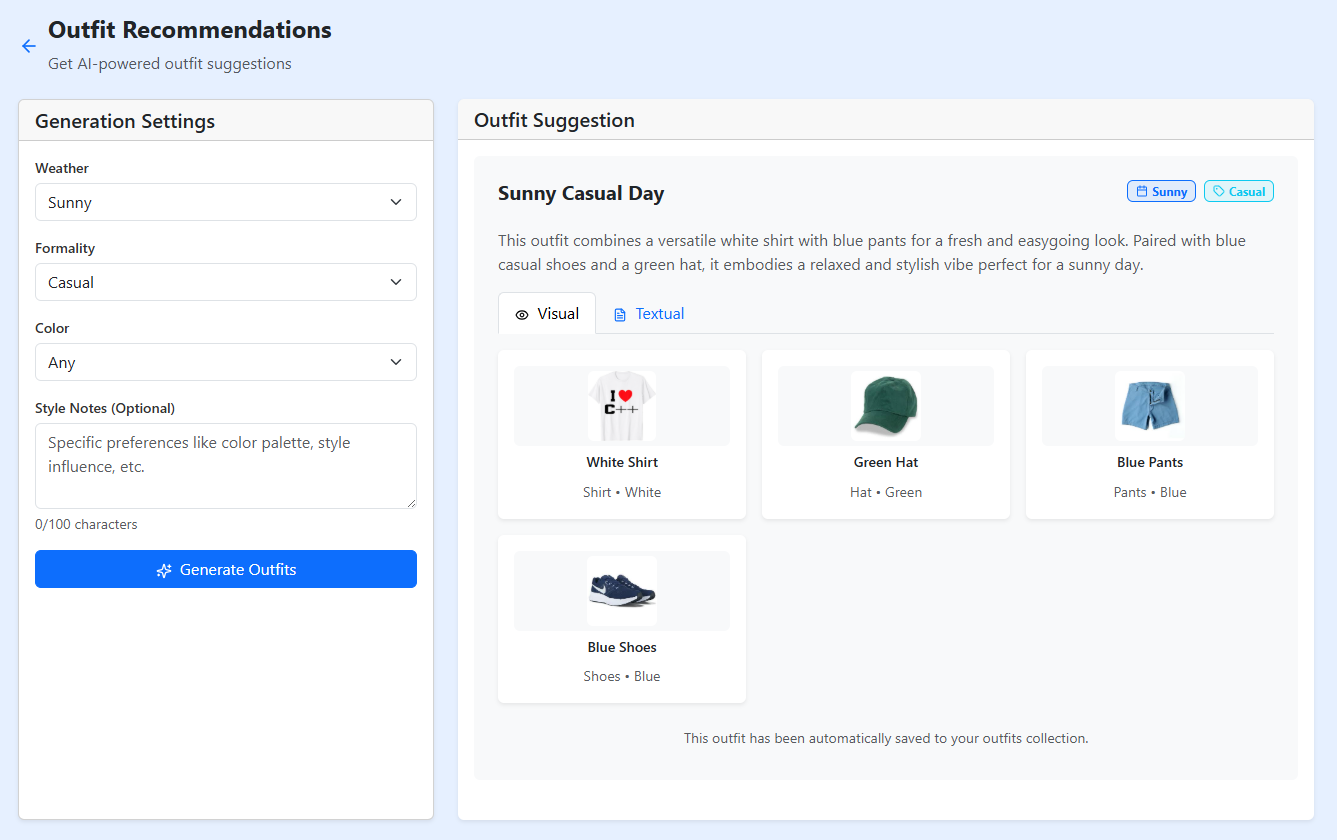 Outfit Recommendations
Get AI-powered outfit suggestions
Generation Settings
Weather
Sunny
Formality
Casual
Color
Any
Style Notes (Optional)
Specific preferences like color palette, style
influence, etc.
0/100 characters
Generate Outfits
Outfit Suggestion
Sunny Casual Day
Sunny
Casual
This outfit combines a versatile white shirt with blue pants for a fresh and easygoing look. Paired with blue
casual shoes and a green hat, it embodies a relaxed and stylish vibe perfect for a sunny day.
Visual
Textual
I
C++
White Shirt
Shirt • White
Green Hat
Hat • Green
Blue Pants
Pants • Blue
Blue Shoes
Shoes • Blue
This outfit has been automatically saved to your outfits collection.